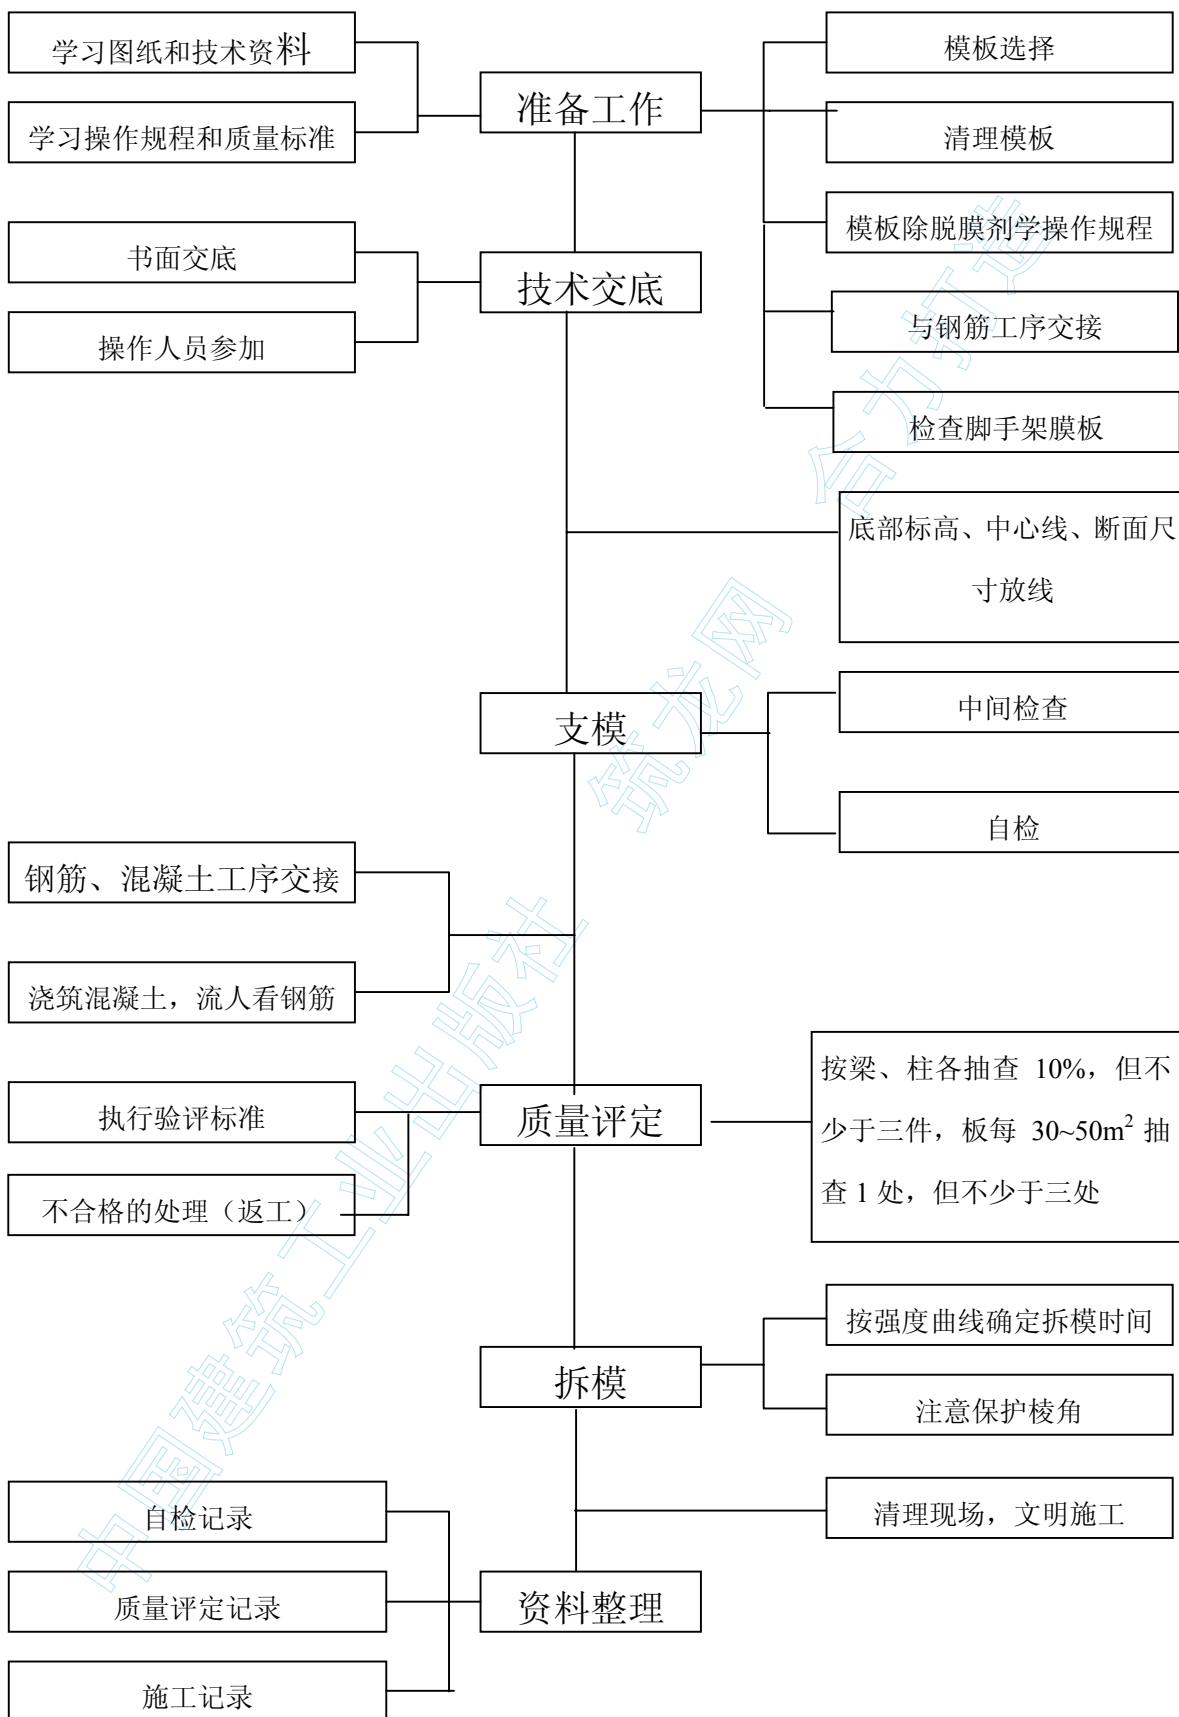 学习图纸和技术资料
模板选择
准备工作
学习操作规程和质量标准
清理模板
模板除脱膜剂学操作规程
书面交底
技术交底
与钢筋工序交接
操作人员参加
检查脚手架膜板
底部标高、中心线、断面尺
寸放线
支模
中间检查
自检
钢筋、混凝土工序交接
浇筑混凝土，流人看钢筋
按梁、柱各抽查 10%，但不
少于三件，板每 30~50m² 抽
查 1 处，但不少于三处
执行验评标准
质量评定
不合格的处理（返工）
按强度曲线确定拆模时间
拆模
注意保护棱角
自检记录
清理现场，文明施工
质量评定记录
资料整理
施工记录
中国建筑工业出版社 筑龙网 合力打造